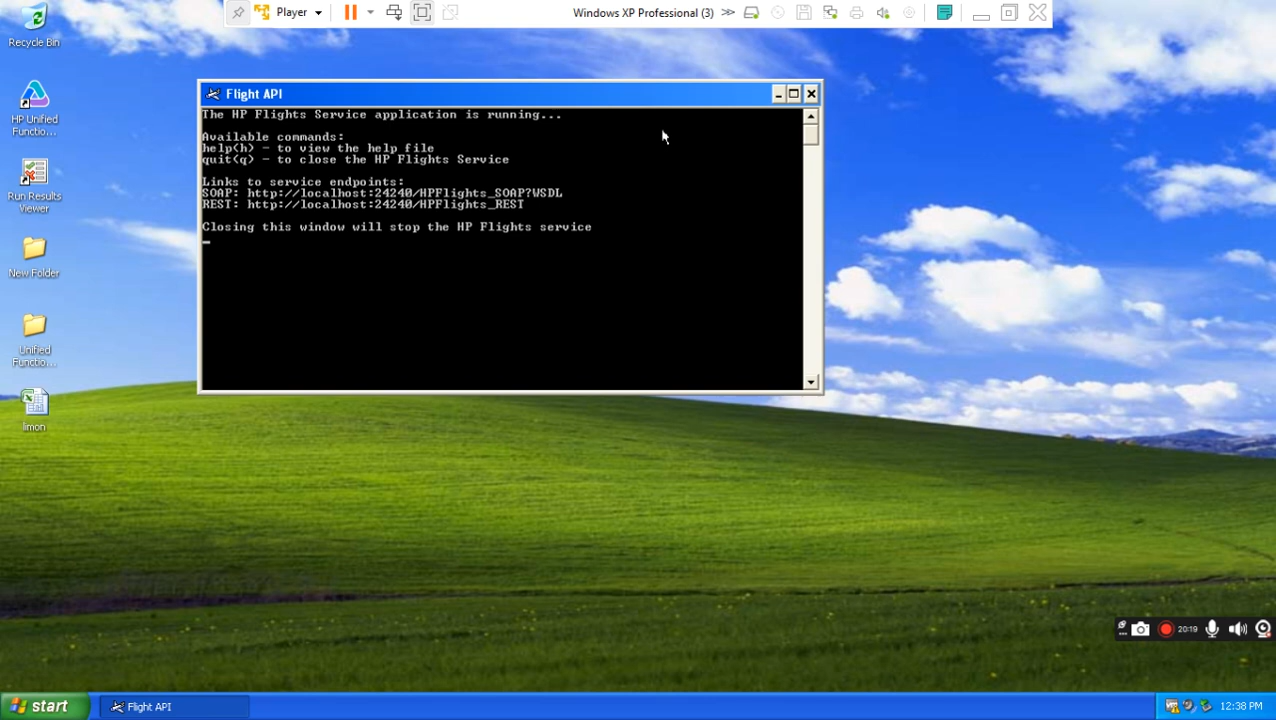 Player
Windows XP Professional (3)
Recycle Bin
HP Unified
Functio...
Run Results
Viewer
New Folder
Unified
Functio...
limon
Flight API
The HP Flights Service application is running...
Available commands:
help(h) - to view the help file
quit(q) - to close the HP Flights Service
Links to service endpoints:
SOAP: http://localhost:24240/HPFlights_SOAP?WSDL
REST: http://localhost:24240/HPFlights_REST
Closing this window will stop the HP Flights service
20:19
start
Flight API
12:38 PM